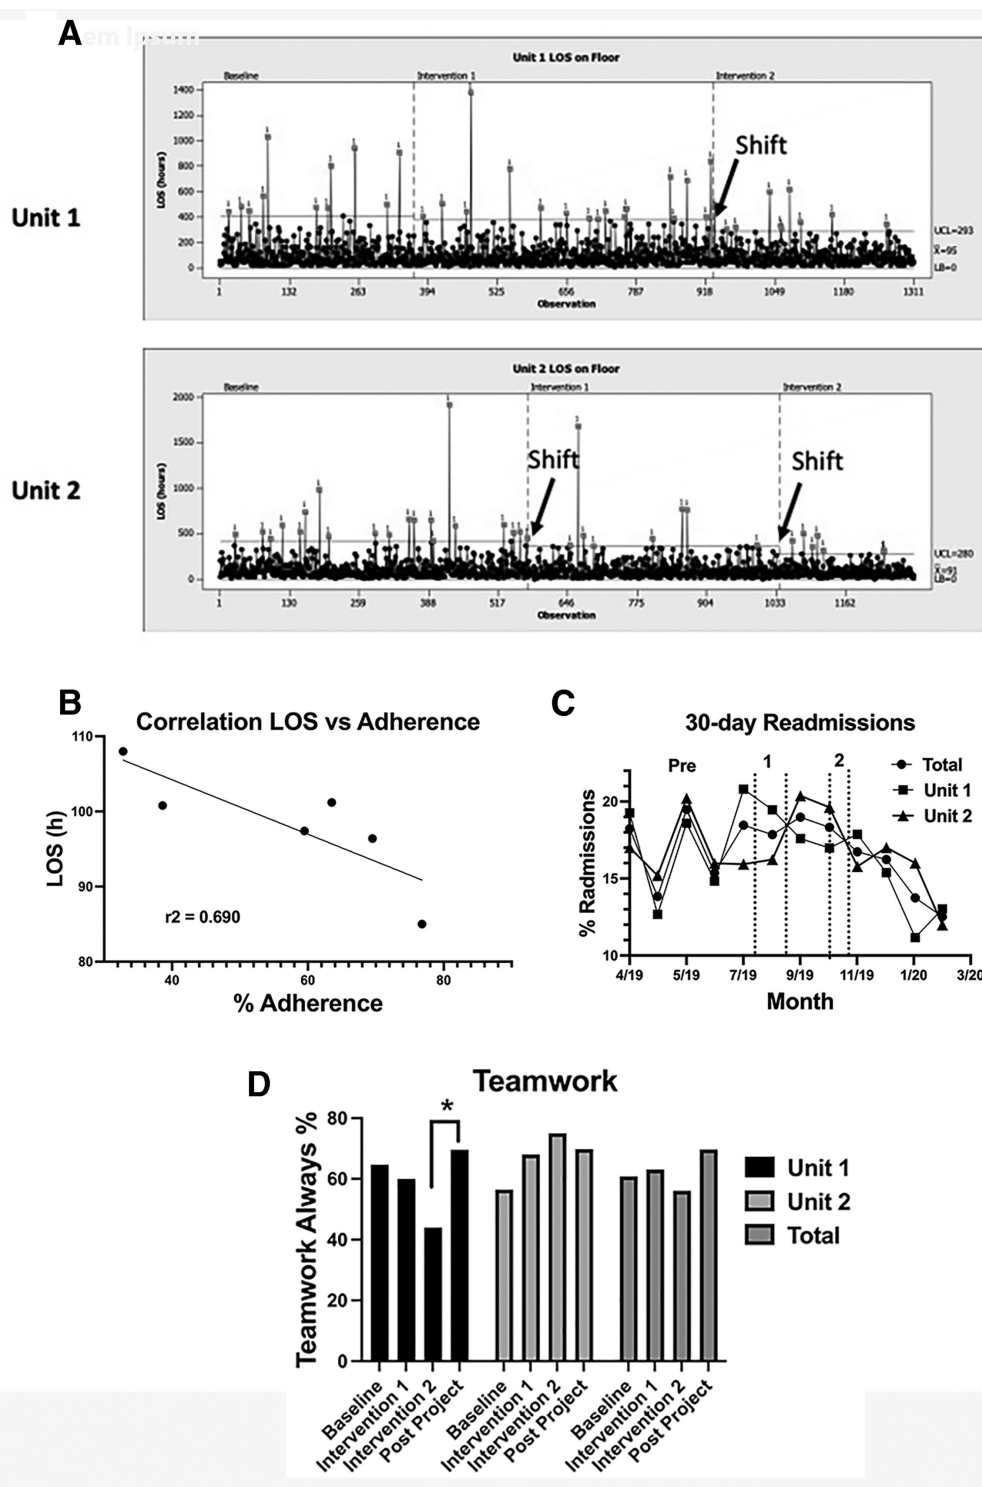 A
em Ipsum
Unit 1 LOS on Floor
Baseline
Intervention 1
Intervention 2
1400
1200
1000
800
600
400
200
0
LOS (hours)
Shift
UCL=293
X=95
LB=0
1 132 263 394 525 656 787 918 1049 1180 1311
Observation
Unit 1
Unit 2 LOS on Floor
Baseline
Intervention 1
Intervention 2
2000
1500
1000
500
0
LOS (hours)
Shift
Shift
UCL=280
X=91
LB=0
1 130 259 388 517 646 775 904 1033 1162
Observation
Unit 2
B
Correlation LOS vs Adherence
110
100
90
80
LOS (h)
r2 = 0.690
40 60 80
% Adherence
C
30-day Readmissions
Pre
1
2
Total
Unit 1
Unit 2
20
15
10
% Radmissions
4/19 5/19 7/19 9/19 11/19 1/20 3/20
Month
D
Teamwork
*
80
60
40
20
0
Teamwork Always %
Unit 1
Unit 2
Total
Baseline
Intervention 1
Intervention 2
Post Project
Baseline
Intervention 1
Intervention 2
Post Project
Baseline
Intervention 1
Intervention 2
Post Project